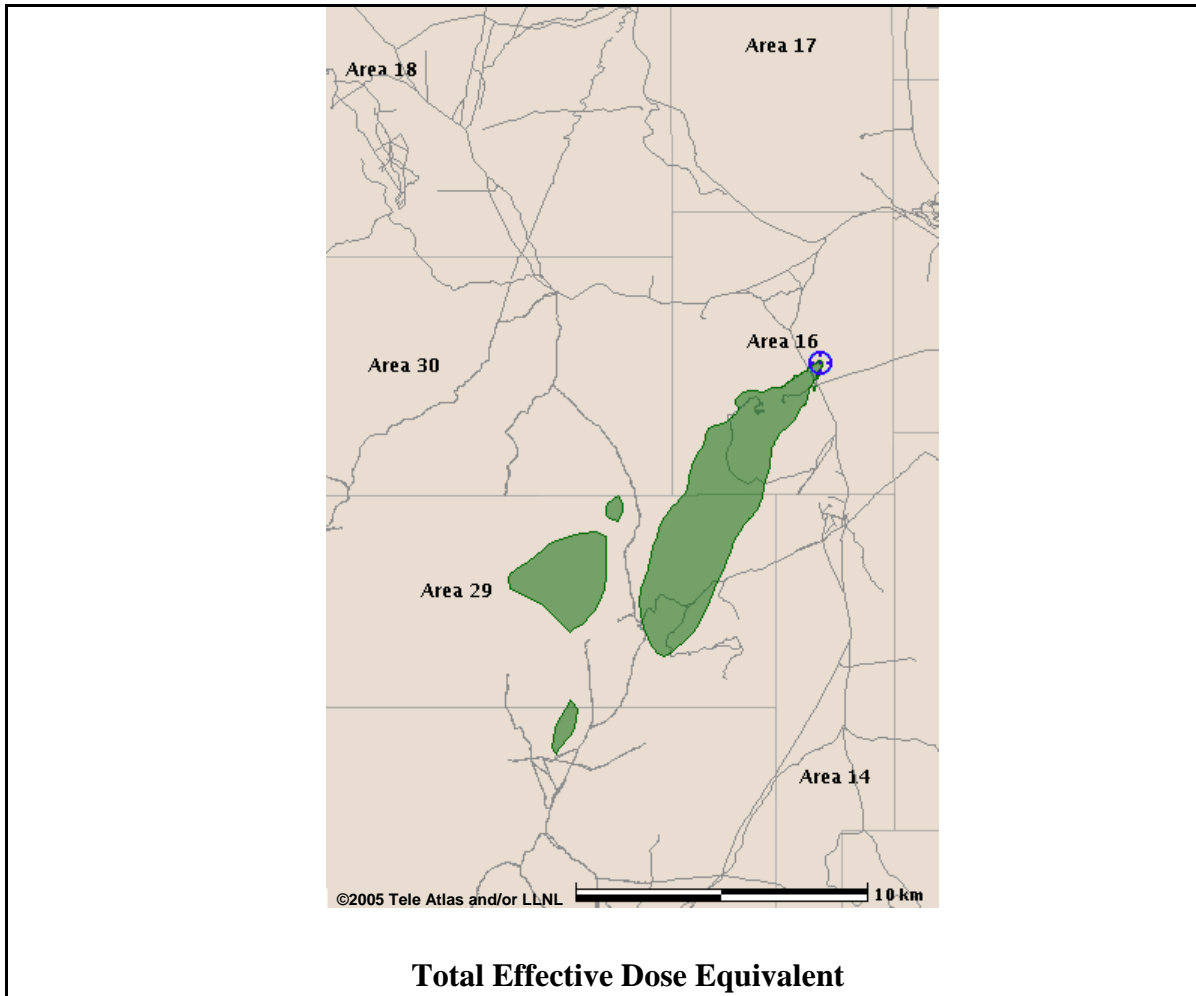 Area 17
Area 18
Area 16
Area 30
Area 29
Area 14
©2005 Tele Atlas and/or LLNL
10 km
Total Effective Dose Equivalent